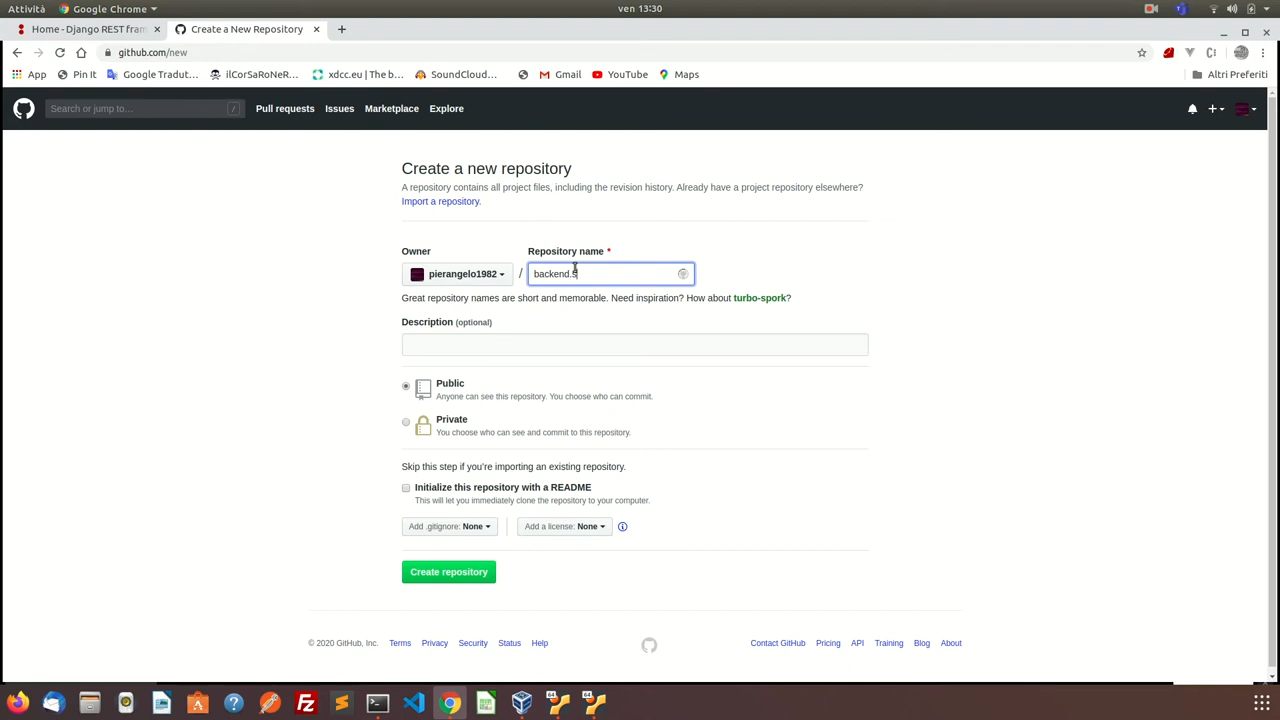 Attività
Google Chrome
ven 13:30
Home - Django REST fram
Create a New Repository
github.com/new
App
Pin It
Google Tradut…
ilCorSaRoNeR…
xdcc.eu | The b…
SoundCloud…
Gmail
YouTube
Maps
Altri Preferiti
Search or jump to…
/
Pull requests
Issues
Marketplace
Explore
Create a new repository
A repository contains all project files, including the revision history. Already have a project repository elsewhere?
Import a repository.
Owner
Repository name *
pierangelo1982
/
backend.s
Great repository names are short and memorable. Need inspiration? How about turbo-spork?
Description (optional)
Public
Anyone can see this repository. You choose who can commit.
Private
You choose who can see and commit to this repository.
Skip this step if you're importing an existing repository.
Initialize this repository with a README
This will let you immediately clone the repository to your computer.
Add .gitignore: None
Add a license: None
Create repository
© 2020 GitHub, Inc.
Terms
Privacy
Security
Status
Help
Contact GitHub
Pricing
API
Training
Blog
About
64
64